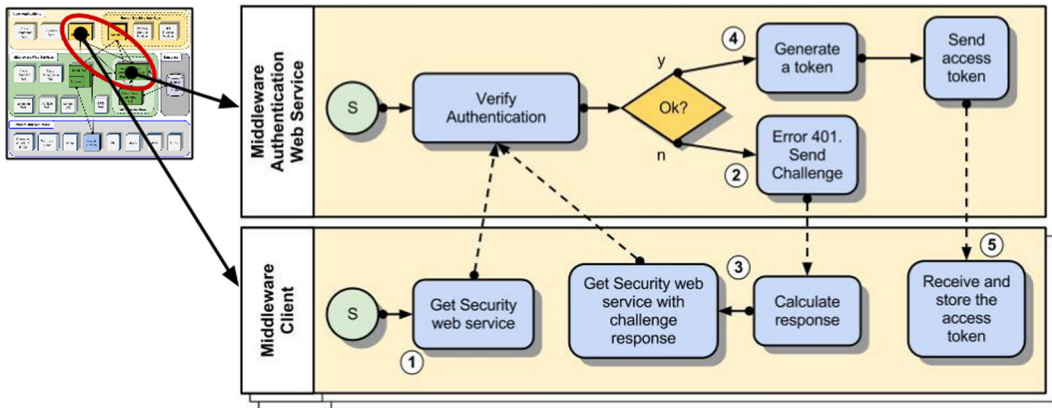 Middleware
Authentication
Web Service
S
Verify
Authentication
Ok?
y
n
4
Generate
a token
Send
access
token
2
Error 401.
Send
Challenge
Middleware
Client
S
Get Security
web service
1
Get Security web
service with
challenge
response
3
Calculate
response
5
Receive and
store the
access
token